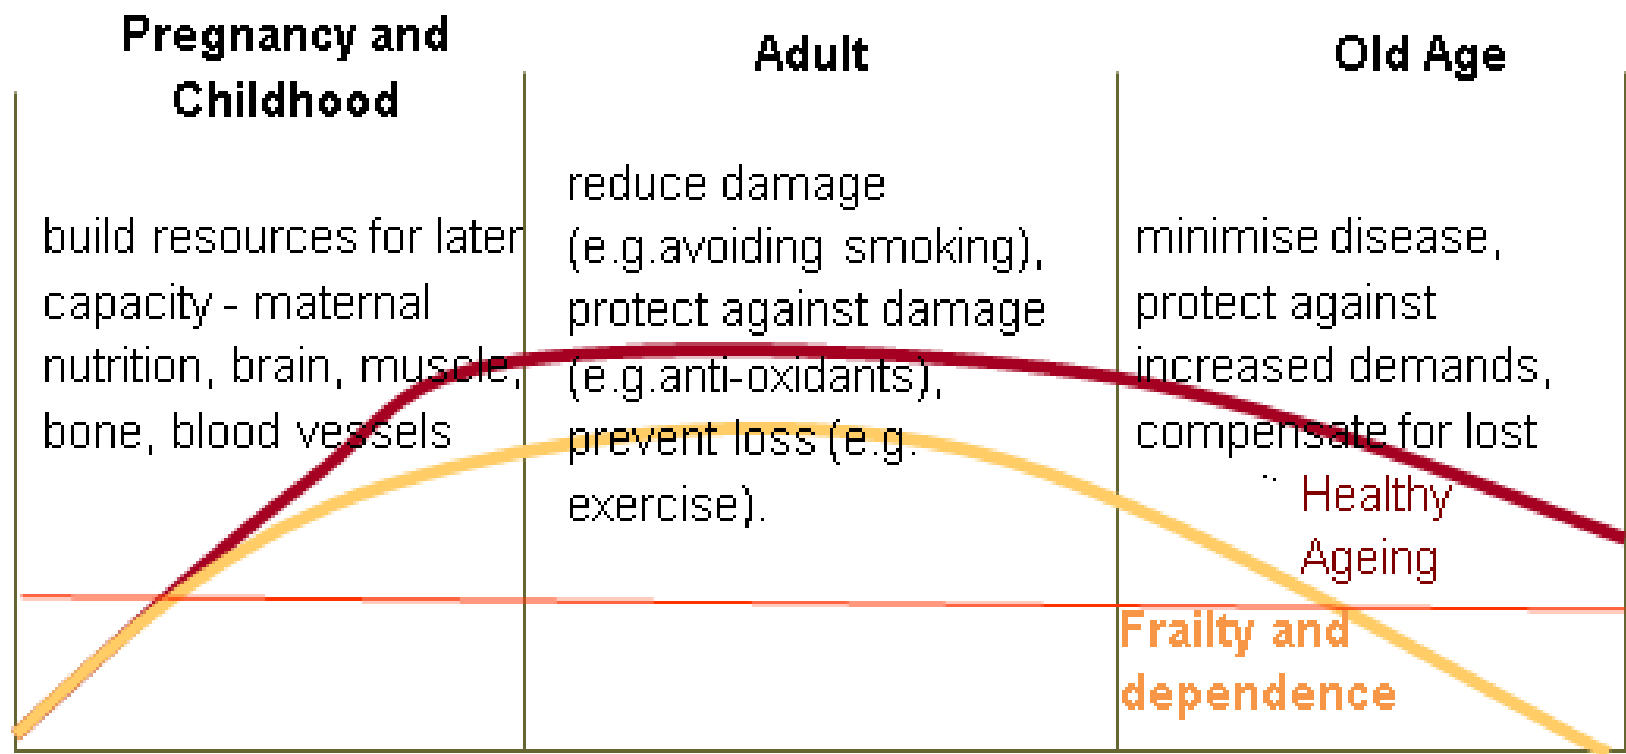 Pregnancy and
Childhood
Adult
Old Age
build resources for later
capacity - maternal
nutrition, brain, muscle,
bone, blood vessels
reduce damage
(e.g.avoiding smoking),
protect against damage
(e.g.anti-oxidants),
prevent loss (e.g.
exercise).
minimise disease,
protect against
increased demands,
compensate for lost
Healthy
Ageing
Frailty and
dependence